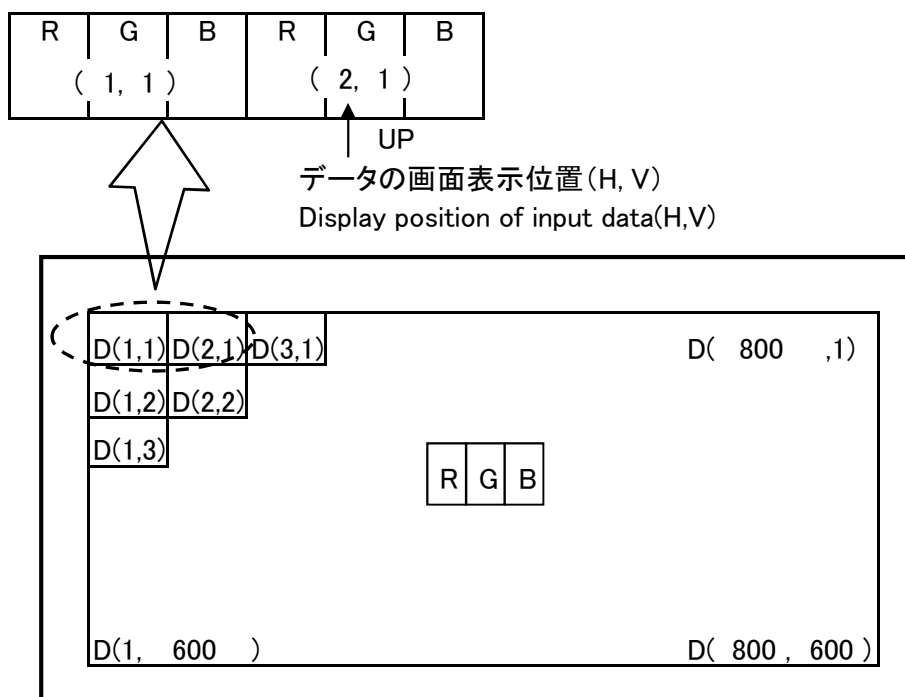 R G B R G B
( 1, 1 ) ( 2, 1 )
UP
データの画面表示位置(H, V)
Display position of input data(H,V)
D(1,1) D(2,1) D(3,1) D( 800 ,1)
D(1,2) D(2,2)
D(1,3)
R G B
D(1, 600 ) D( 800 , 600 )